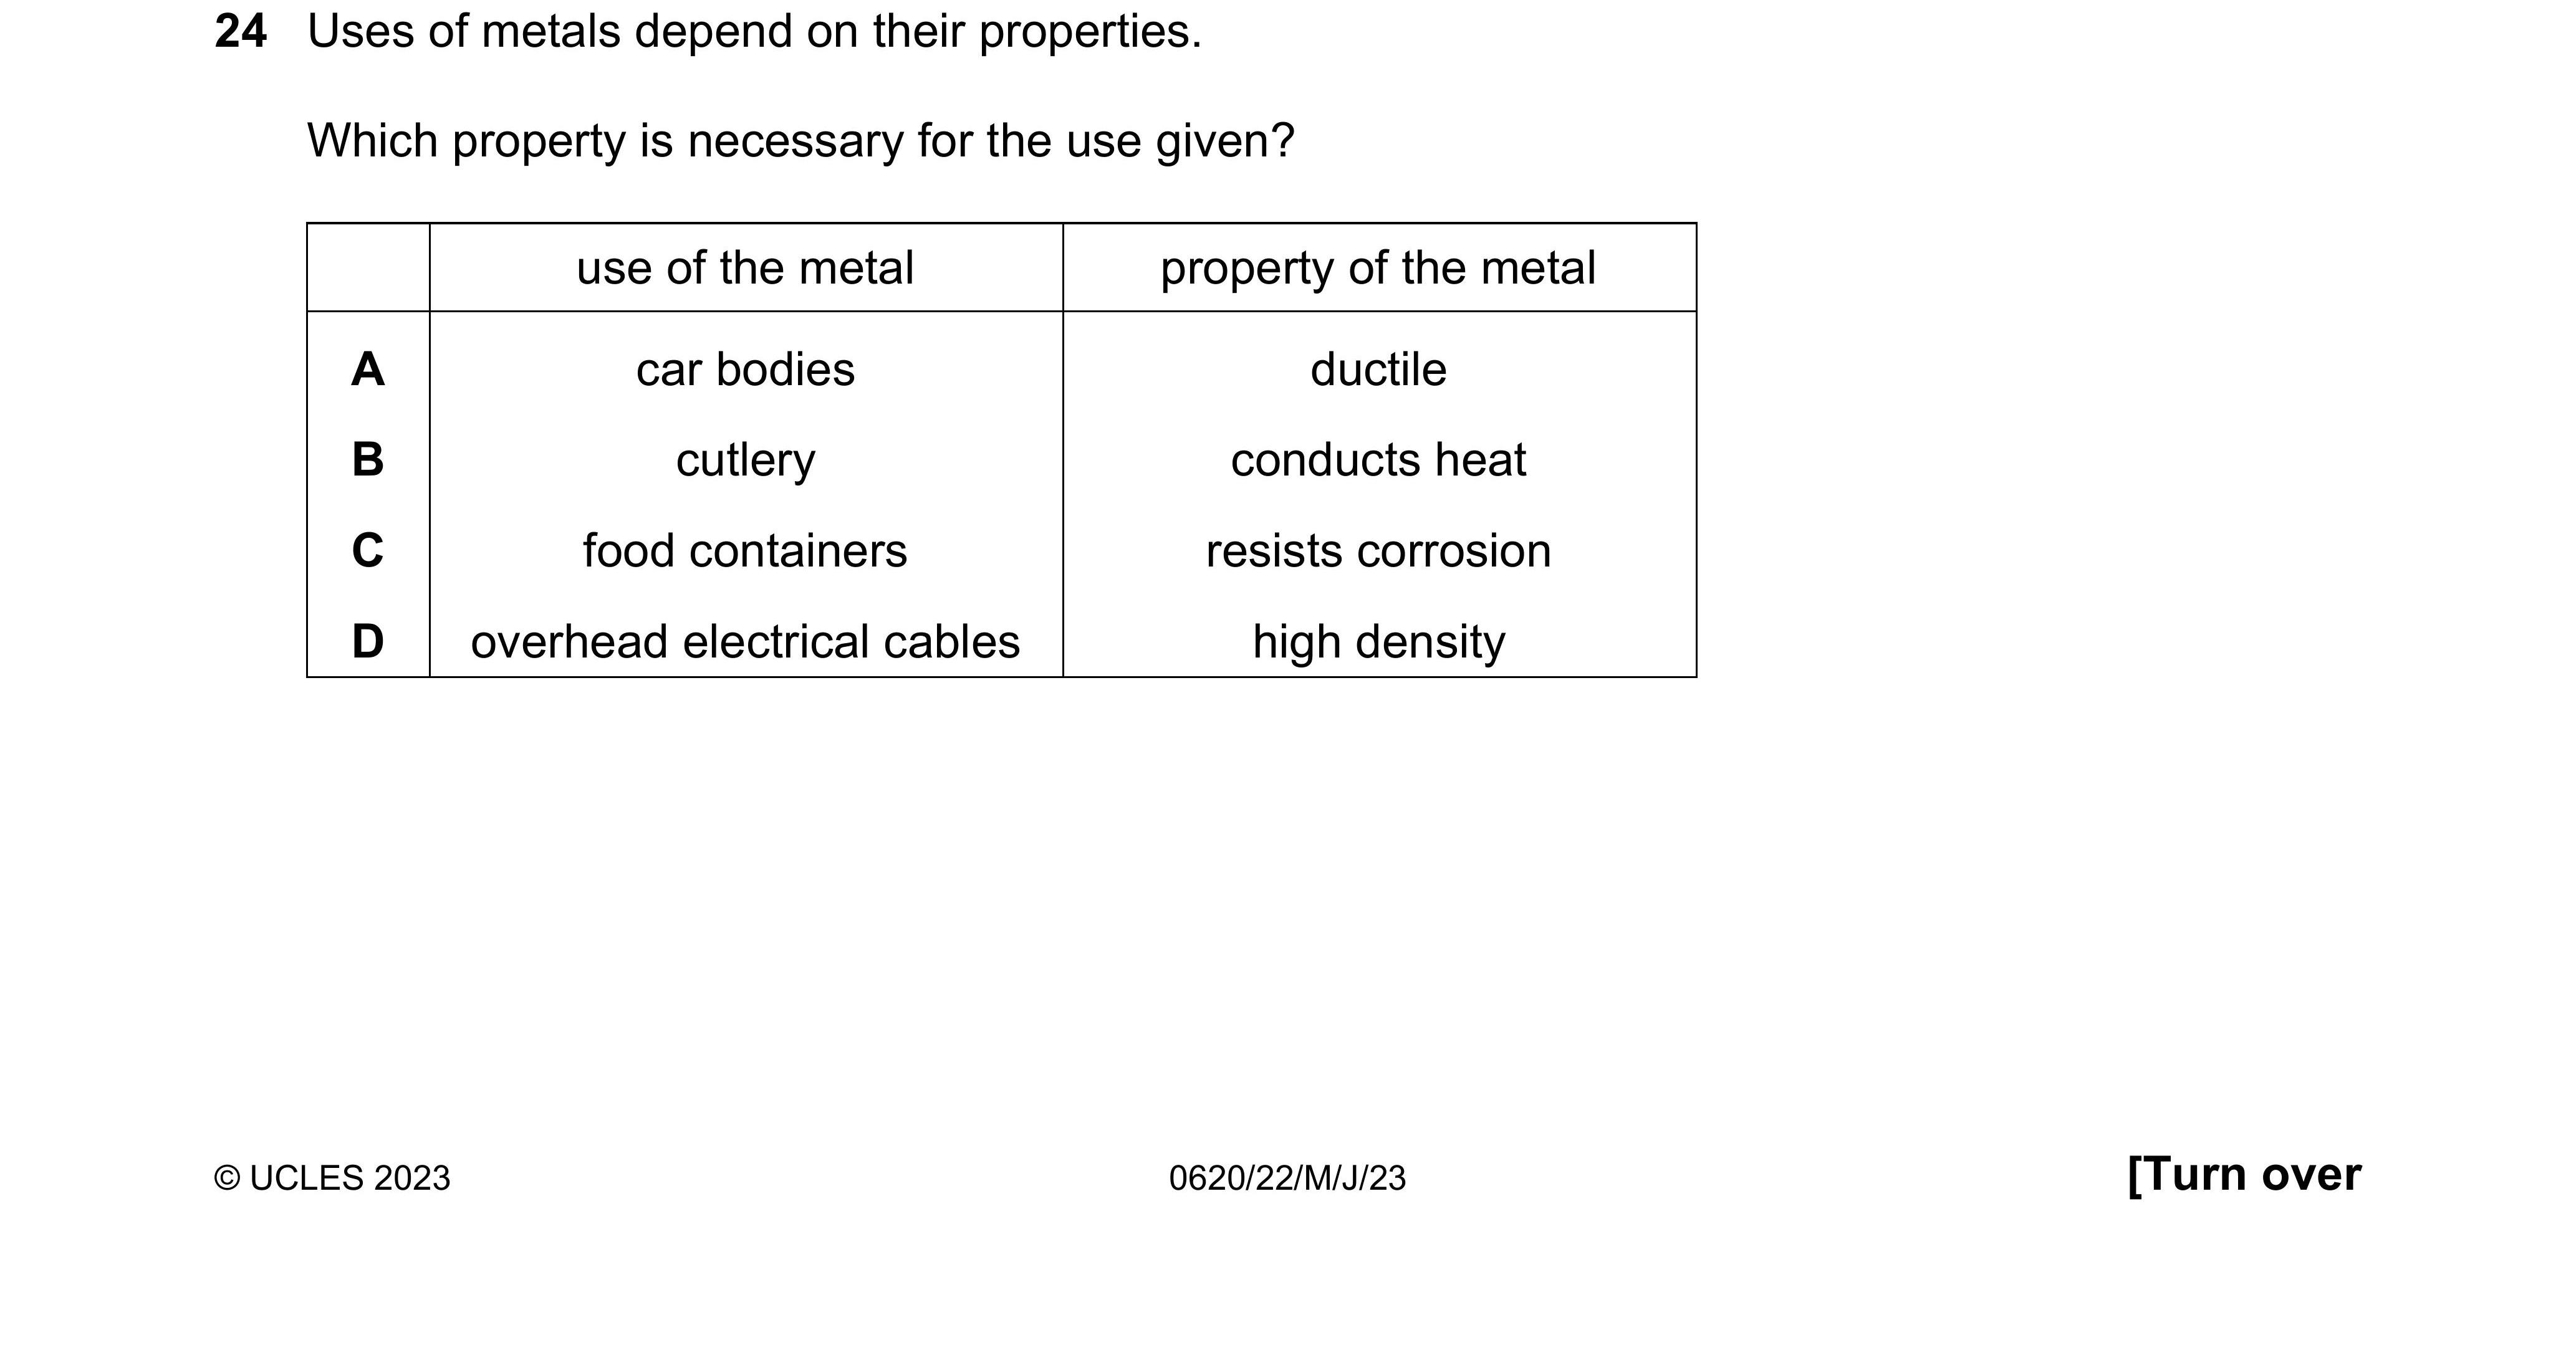 24 Uses of metals depend on their properties.
Which property is necessary for the use given?
use of the metal property of the metal
A car bodies ductile
B cutlery conducts heat
C food containers resists corrosion
D overhead electrical cables high density
© UCLES 2023 0620/22/M/J/23 [Turn over